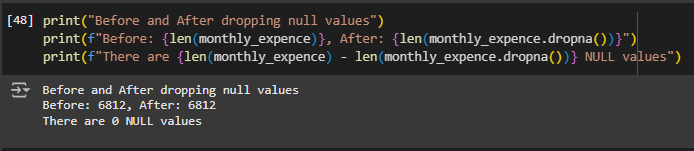 [48] print("Before and After dropping null values")
print(f"Before: {len(monthly_expence)}, After: {len(monthly_expence.dropna())}")
print(f"There are {len(monthly_expence) - len(monthly_expence.dropna())} NULL values")
Before and After dropping null values
Before: 6812, After: 6812
There are 0 NULL values